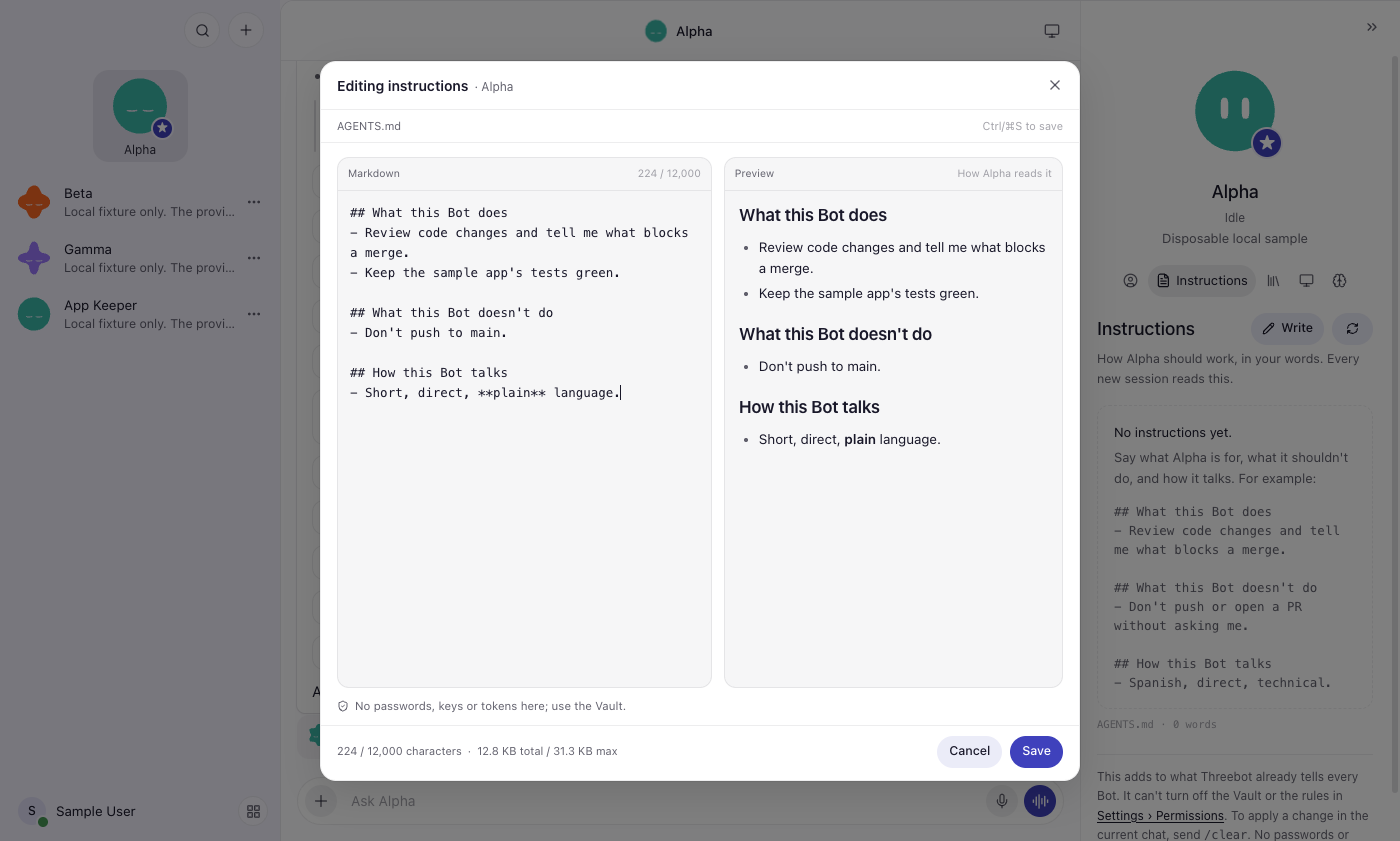 Alpha
Beta
Local fixture only. The provi...
Gamma
Local fixture only. The provi...
App Keeper
Local fixture only. The provi...
S
Sample User
Alpha
Ask Alpha
Editing instructions · Alpha
AGENTS.md
Ctrl/⌘S to save
Markdown
224 / 12,000
## What this Bot does
- Review code changes and tell me what blocks
a merge.
- Keep the sample app's tests green.
## What this Bot doesn't do
- Don't push to main.
## How this Bot talks
- Short, direct, **plain** language.
Preview
How Alpha reads it
What this Bot does
• Review code changes and tell me what blocks
a merge.
• Keep the sample app's tests green.
What this Bot doesn't do
• Don't push to main.
How this Bot talks
• Short, direct, plain language.
No passwords, keys or tokens here; use the Vault.
224 / 12,000 characters · 12.8 KB total / 31.3 KB max
Cancel
Save
Alpha
Idle
Disposable local sample
Instructions
Instructions
Write
How Alpha should work, in your words. Every
new session reads this.
No instructions yet.
Say what Alpha is for, what it shouldn't
do, and how it talks. For example:
## What this Bot does
- Review code changes and tell
me what blocks a merge.
## What this Bot doesn't do
- Don't push or open a PR
without asking me.
## How this Bot talks
- Spanish, direct, technical.
AGENTS.md · 0 words
This adds to what Threebot already tells every
Bot. It can't turn off the Vault or the rules in
Settings › Permissions. To apply a change in the
current chat, send /clear. No passwords or